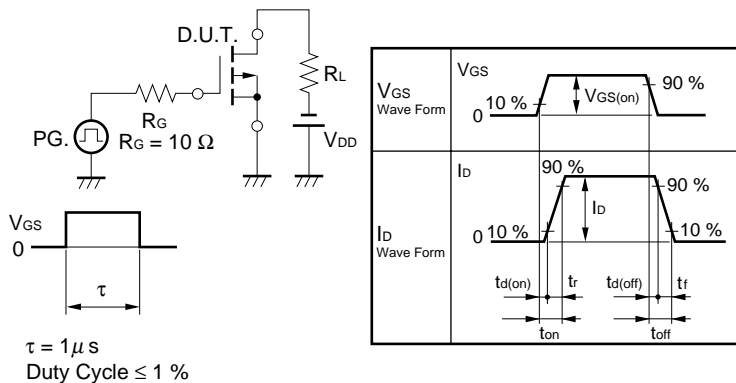 D.U.T.
RL
RG
RG = 10 Ω
PG.
VDD
VGS
0
τ
τ = 1μ s
Duty Cycle ≤ 1 %
VGS
Wave Form
VGS
10 %
0
VGS(on)
90 %
ID
Wave Form
ID
90 %
0
10 %
ID
90 %
10 %
td(on)
tr
td(off)
tf
ton
toff